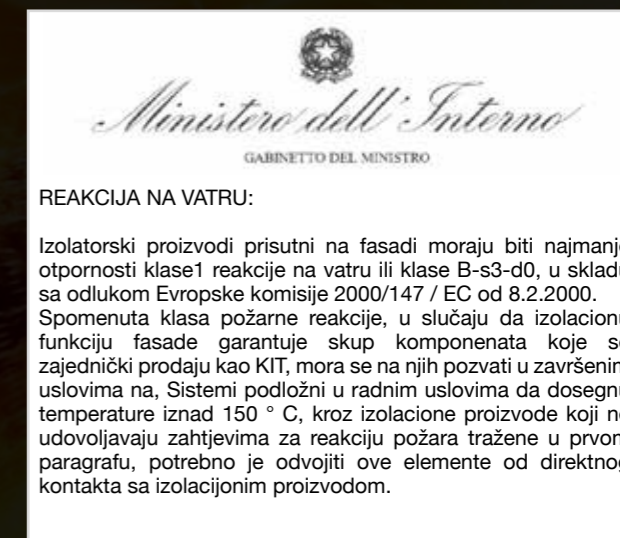 Ministero dell'Interno
GABINETTO DEL MINISTRO
REAKCIJA NA VATRU:
Izolatorski proizvodi prisutni na fasadi moraju biti najmanje
otpornosti klase1 reakcije na vatru ili klase B-s3-d0, u skladu
sa odlukom Evropske komisije 2000/147 / EC od 8.2.2000.
Spomenuta klasa požarne reakcije, u slučaju da izolacionu
funkciju fasade garantuje skup komponenata koje se
zajednički prodaju kao KIT, mora se na njih pozvati u završenim
uslovima na, Sistemi podložni u radnim uslovima da dosegnu
temperature iznad 150 ° C, kroz izolacione proizvode koji ne
udovoljavaju zahtjevima za reakciju požara tražene u prvom
paragrafu, potrebno je odvojiti ove elemente od direktnog
kontakta sa izolacijonim proizvodom.